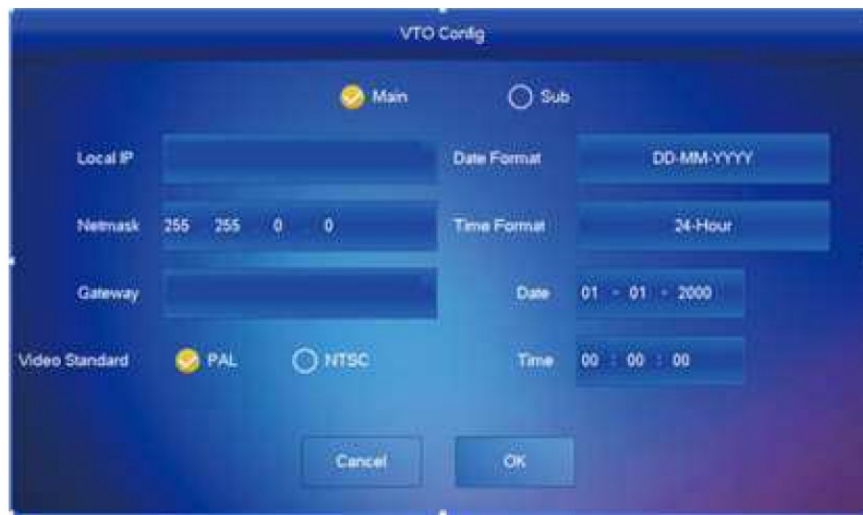 VTO Config
Main Sub
Local IP Date Format DD-MM-YYYY
Netmask 255 255 0 0 Time Format 24-Hour
Gateway Date 01 - 01 - 2000
Video Standard PAL NTSC Time 00 : 00 : 00
Cancel OK